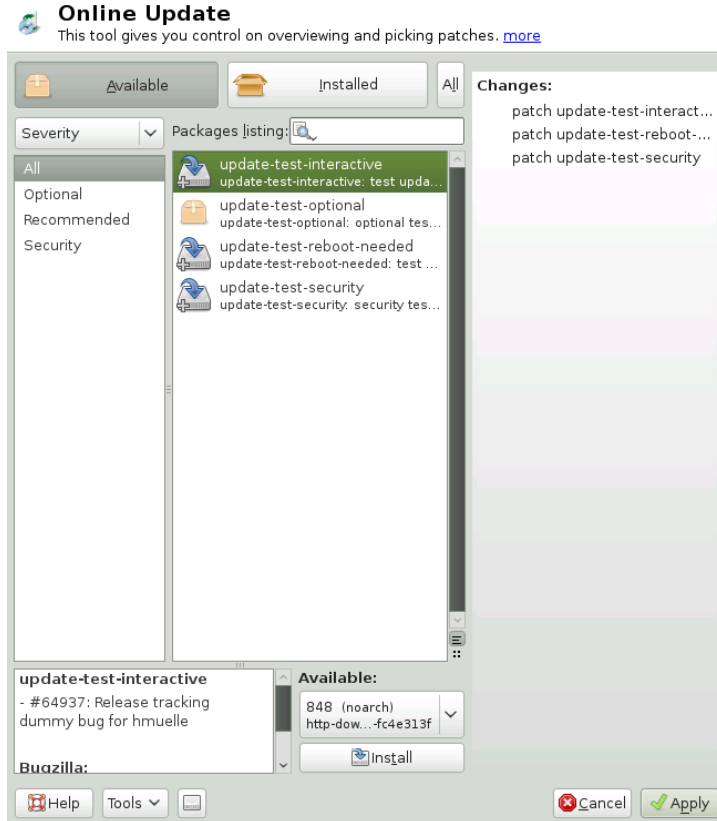 Online Update
This tool gives you control on overviewing and picking patches. more
Available
Installed
All
Severity
Packages listing:
All
Optional
Recommended
Security
update-test-interactive
update-test-interactive: test upda...
update-test-optional
update-test-optional: optional tes...
update-test-reboot-needed
update-test-reboot-needed: test ...
update-test-security
update-test-security: security tes...
Changes:
patch update-test-interact...
patch update-test-reboot-...
patch update-test-security
update-test-interactive
- #64937: Release tracking
dummy bug for hmuelle
Bugzilla:
Available:
848 (noarch)
http-dow...-fc4e313f
Install
Help
Tools
Cancel
Apply